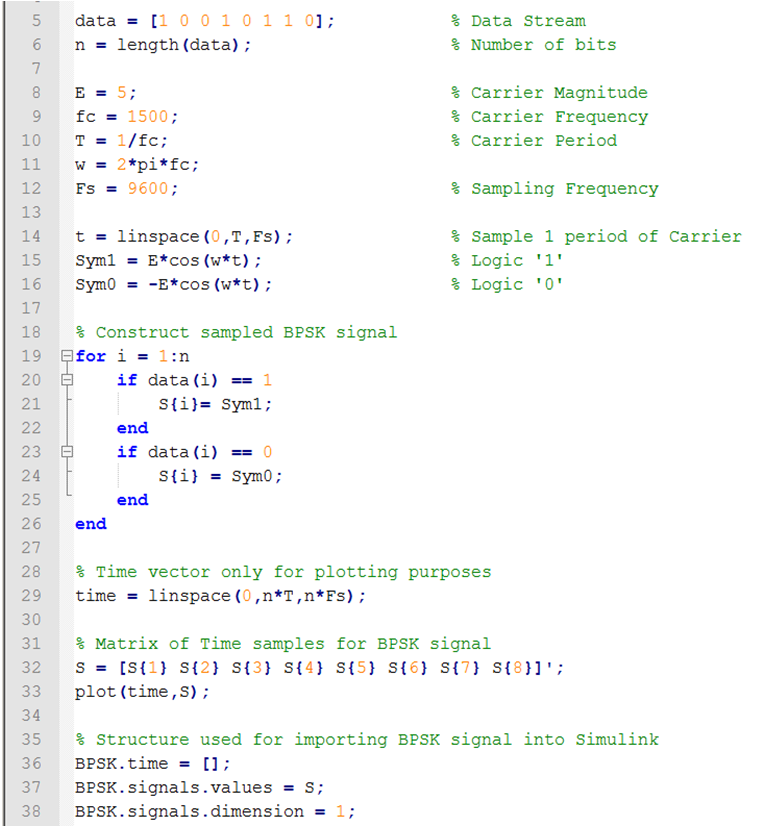 5 data = [1 0 0 1 0 1 1 0]; % Data Stream
6 n = length(data); % Number of bits
7
8 E = 5; % Carrier Magnitude
9 fc = 1500; % Carrier Frequency
10 T = 1/fc; % Carrier Period
11 w = 2*pi*fc;
12 Fs = 9600; % Sampling Frequency
13
14 t = linspace(0,T,Fs); % Sample 1 period of Carrier
15 Sym1 = E*cos(w*t); % Logic '1'
16 Sym0 = -E*cos(w*t); % Logic '0'
17
18 % Construct sampled BPSK signal
19 for i = 1:n
20 if data(i) == 1
21 S{i}= Sym1;
22 end
23 if data(i) == 0
24 S{i} = Sym0;
25 end
26 end
27
28 % Time vector only for plotting purposes
29 time = linspace(0,n*T,n*Fs);
30
31 % Matrix of Time samples for BPSK signal
32 S = [S{1} S{2} S{3} S{4} S{5} S{6} S{7} S{8}]';
33 plot(time,S);
34
35 % Structure used for importing BPSK signal into Simulink
36 BPSK.time = [];
37 BPSK.signals.values = S;
38 BPSK.signals.dimension = 1;